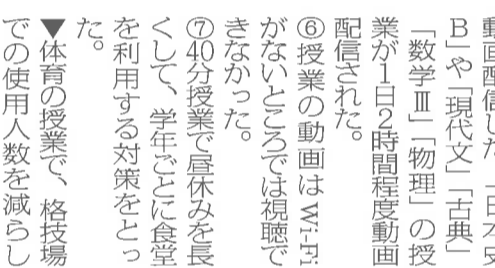 動画配信した「日本史
B」や「現代文」「古典」
「数学Ⅲ」「物理」の授
業が1日2時間程度動画
配信された。
⑥授業の動画はWi-Fi
がないところでは視聴で
きなかった。
⑦40分授業で昼休みを長
くして、学年ごとに食堂
を利用する対策をとっ
た。
▼体育の授業で、格技場
での使用人数を減らし